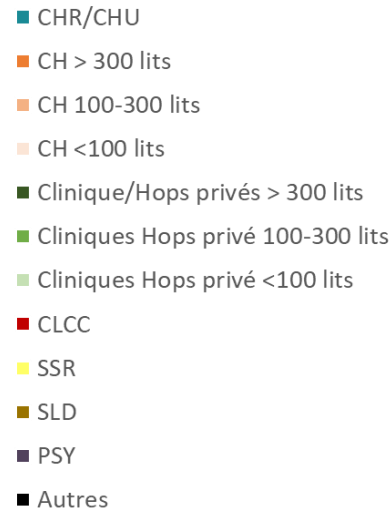 CHR/CHU
CH > 300 lits
CH 100-300 lits
CH <100 lits
Clinique/Hops privés > 300 lits
Cliniques Hops privé 100-300 lits
Cliniques Hops privé <100 lits
CLCC
SSR
SLD
PSY
Autres